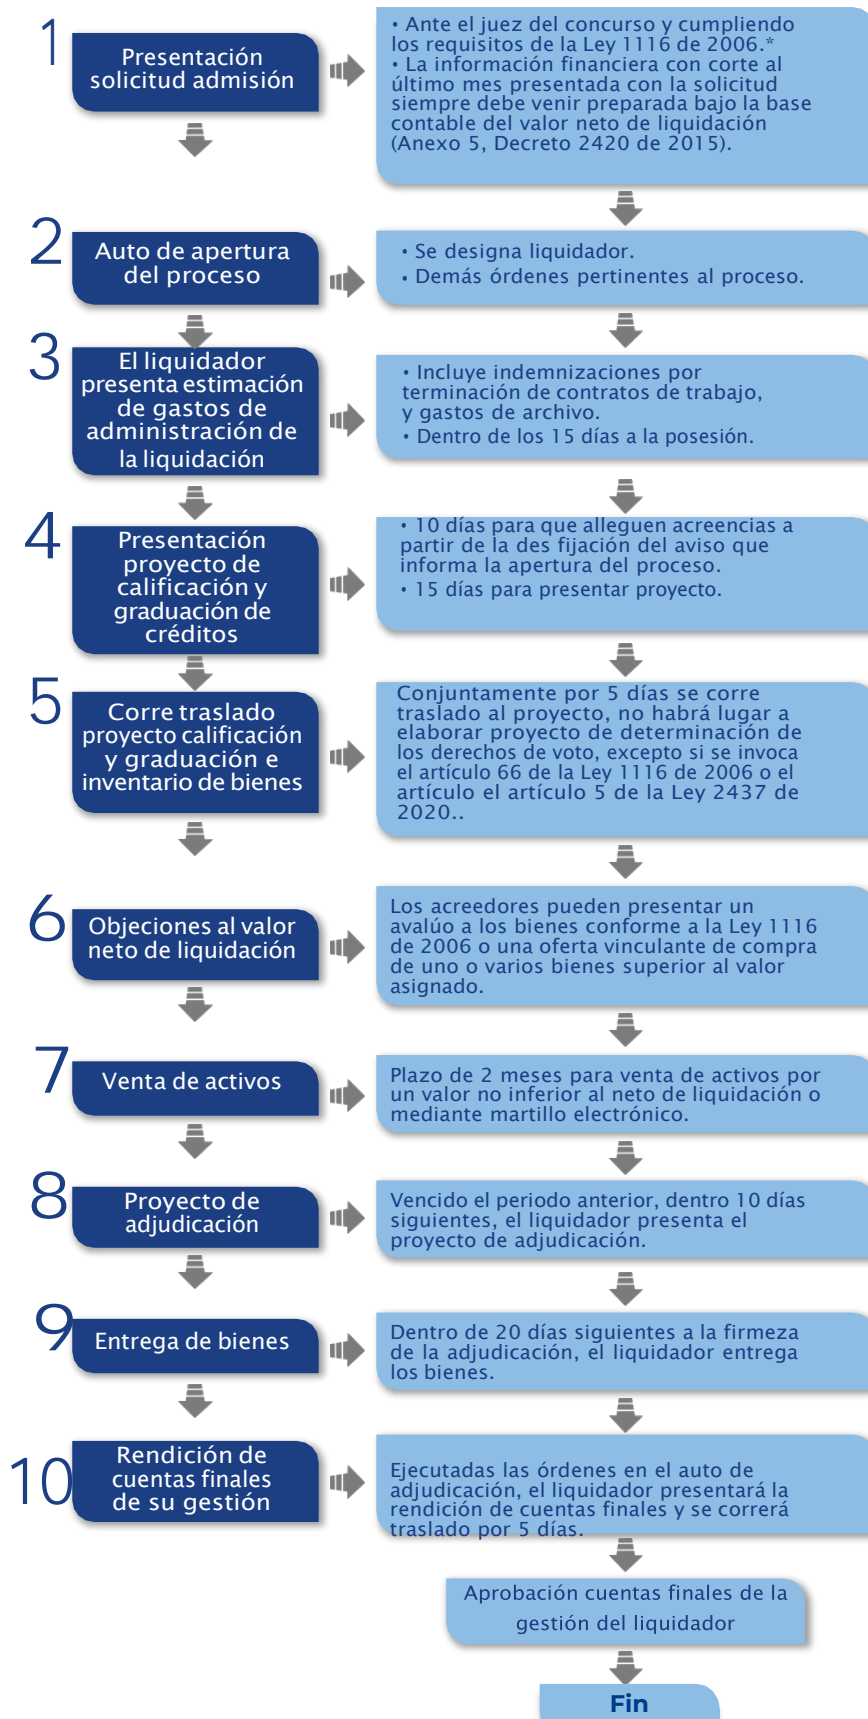 1
Presentación
solicitud admisión
• Ante el juez del concurso y cumpliendo
los requisitos de la Ley 1116 de 2006.*
• La información financiera con corte al
último mes presentada con la solicitud
siempre debe venir preparada bajo la base
contable del valor neto de liquidación
(Anexo 5, Decreto 2420 de 2015).
2
Auto de apertura
del proceso
• Se designa liquidador.
• Demás órdenes pertinentes al proceso.
3
El liquidador
presenta estimación
de gastos de
administración de
la liquidación
• Incluye indemnizaciones por
terminación de contratos de trabajo,
y gastos de archivo.
• Dentro de los 15 días a la posesión.
4
Presentación
proyecto de
calificación y
graduación de
créditos
• 10 días para que alleguen acreencias a
partir de la des fijación del aviso que
informa la apertura del proceso.
• 15 días para presentar proyecto.
5
Corre traslado
proyecto calificación
y graduación e
inventario de bienes
Conjuntamente por 5 días se corre
traslado al proyecto, no habrá lugar a
elaborar proyecto de determinación de
los derechos de voto, excepto si se invoca
el artículo 66 de la Ley 1116 de 2006 o el
artículo el artículo 5 de la Ley 2437 de
2020..
6
Objeciones al valor
neto de liquidación
Los acreedores pueden presentar un
avalúo a los bienes conforme a la Ley 1116
de 2006 o una oferta vinculante de compra
de uno o varios bienes superior al valor
asignado.
7
Venta de activos
Plazo de 2 meses para venta de activos por
un valor no inferior al neto de liquidación o
mediante martillo electrónico.
8
Proyecto de
adjudicación
Vencido el periodo anterior, dentro 10 días
siguientes, el liquidador presenta el
proyecto de adjudicación.
9
Entrega de bienes
Dentro de 20 días siguientes a la firmeza
de la adjudicación, el liquidador entrega
los bienes.
10
Rendición de
cuentas finales
de su gestión
Ejecutadas las órdenes en el auto de
adjudicación, el liquidador presentará la
rendición de cuentas finales y se correrá
traslado por 5 días.
Aprobación cuentas finales de la
gestión del liquidador
Fin